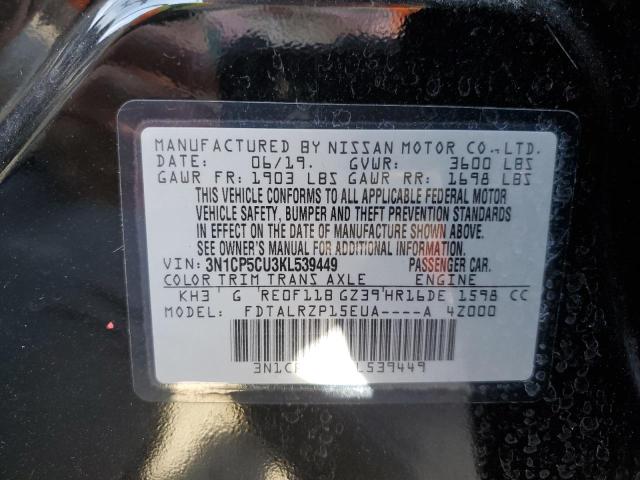 MANUFACTURED BY NISSAN MOTOR CO.,LTD.
DATE: 06/19. GVWR: 3600 LBS
GAWR FR: 1903 LBS GAWR RR: 1698 LBS
THIS VEHICLE CONFORMS TO ALL APPLICABLE FEDERAL MOTOR
VEHICLE SAFETY, BUMPER AND THEFT PREVENTION STANDARDS
IN EFFECT ON THE DATE OF MANUFACTURE SHOWN ABOVE.
SEE OWNER'S MANUAL FOR ADDITIONAL INFORMATION.
VIN: 3N1CP5CU3KL539449 PASSENGER CAR.
COLOR TRIM TRANS AXLE ENGINE
KH3 G RE0F11B GZ39 HR16DE 1598 CC
MODEL: FDTALRZP15EUA----A 4Z000